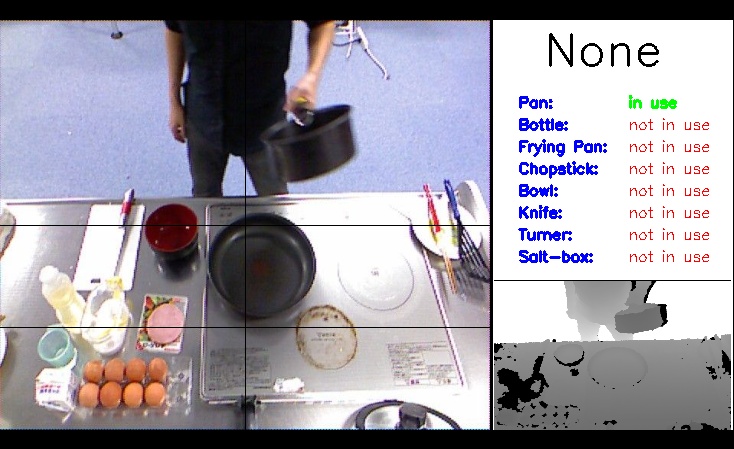 None
Pan: in use
Bottle: not in use
Frying Pan: not in use
Chopstick: not in use
Bowl: not in use
Knife: not in use
Turner: not in use
Salt-box: not in use